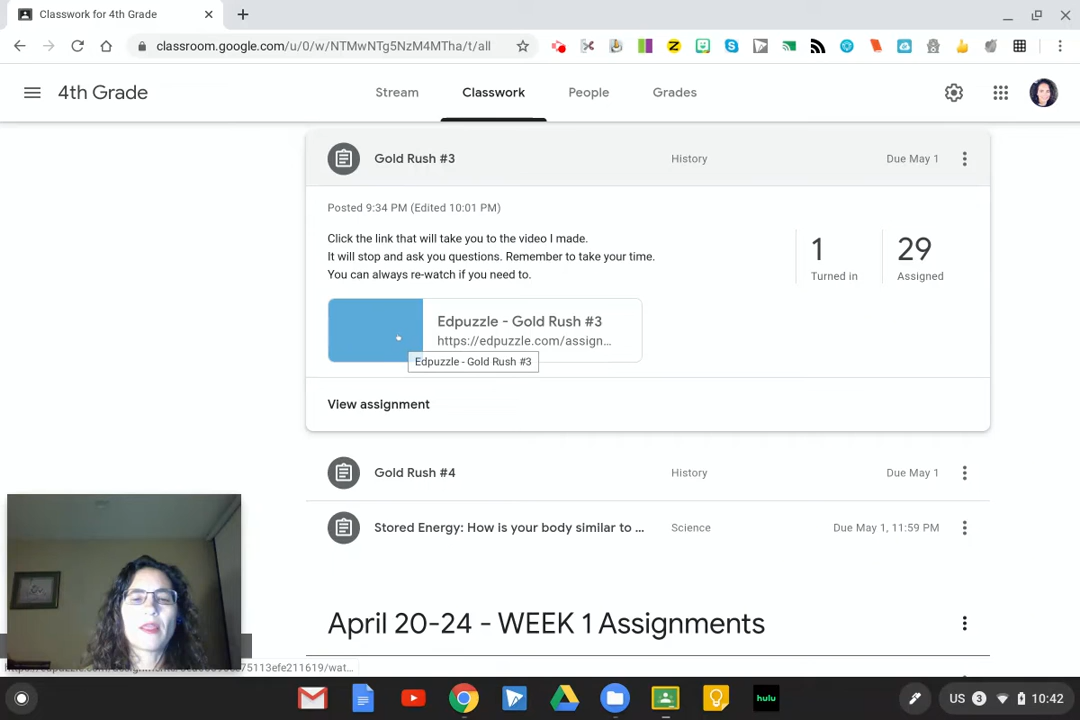 Classwork for 4th Grade
classroom.google.com/u/0/w/NTMwNTg5NzM4MTha/t/all
4th Grade
Stream
Classwork
People
Grades
Gold Rush #3
History
Due May 1
Posted 9:34 PM (Edited 10:01 PM)
Click the link that will take you to the video I made.
It will stop and ask you questions. Remember to take your time.
You can always re-watch if you need to.
1
Turned in
29
Assigned
Edpuzzle - Gold Rush #3
https://edpuzzle.com/assign...
Edpuzzle - Gold Rush #3
View assignment
Gold Rush #4
History
Due May 1
Stored Energy: How is your body similar to ...
Science
Due May 1, 11:59 PM
April 20-24 - WEEK 1 Assignments
hulu
US
3
10:42